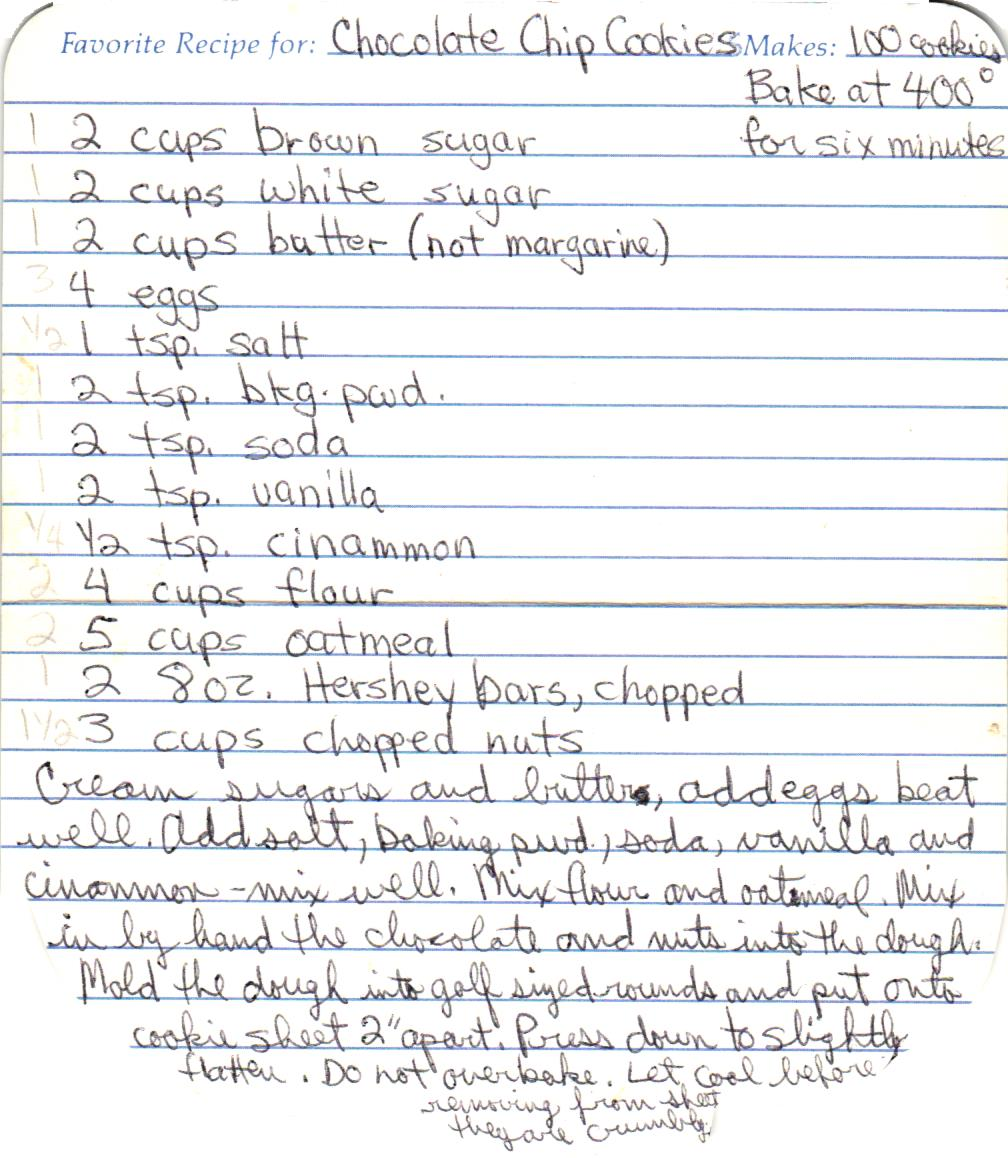 Favorite Recipe for: Chocolate Chip Cookies Makes: 100 cookies
Bake at 400°
1 2 cups brown sugar for six minutes
1 2 cups white sugar
1 2 cups butter (not margarine)
3 4 eggs
1/2 1 tsp. salt
1 2 tsp. bkg. pwd.
1 2 tsp. soda
1 2 tsp. vanilla
1/4 1/2 tsp. cinammon
2 4 cups flour
2 5 cups oatmeal
1 2 8 oz. Hershey bars, chopped
1 1/2 3 cups chopped nuts
Cream sugars and butter, add eggs beat
well. Add salt, baking pwd., soda, vanilla and
cinammon - mix well. Mix flour and oatmeal. Mix
in by hand the chocolate and nuts into the dough.
Mold the dough into golf sized rounds and put onto
cookie sheet 2" apart. Press down to slightly
flatten. Do not overbake. Let cool before
removing from sheet
they are crumbly.